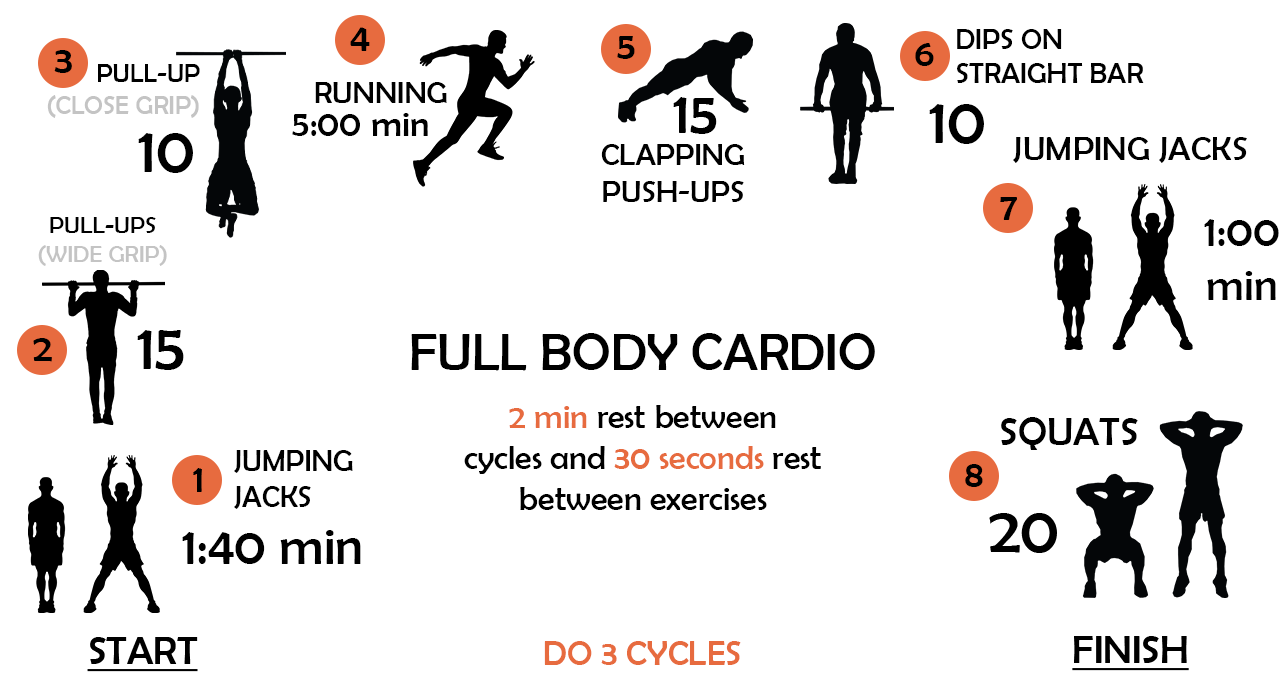 3
PULL-UP
(CLOSE GRIP)
10
4
RUNNING
5:00 min
5
15
CLAPPING
PUSH-UPS
6
DIPS ON
STRAIGHT BAR
10
JUMPING JACKS
7
1:00
min
PULL-UPS
(WIDE GRIP)
2
15
FULL BODY CARDIO
2 min rest between
cycles and 30 seconds rest
between exercises
1
JUMPING
JACKS
1:40 min
SQUATS
8
20
START
DO 3 CYCLES
FINISH